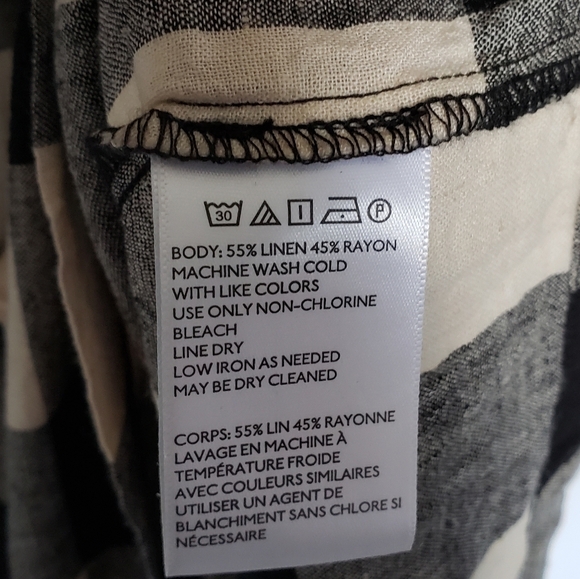 30 P
BODY: 55% LINEN 45% RAYON
MACHINE WASH COLD
WITH LIKE COLORS
USE ONLY NON-CHLORINE
BLEACH
LINE DRY
LOW IRON AS NEEDED
MAY BE DRY CLEANED
CORPS: 55% LIN 45% RAYONNE
LAVAGE EN MACHINE À
TEMPÉRATURE FROIDE
AVEC COULEURS SIMILAIRES
UTILISER UN AGENT DE
BLANCHIMENT SANS CHLORE SI
NÉCESSAIRE